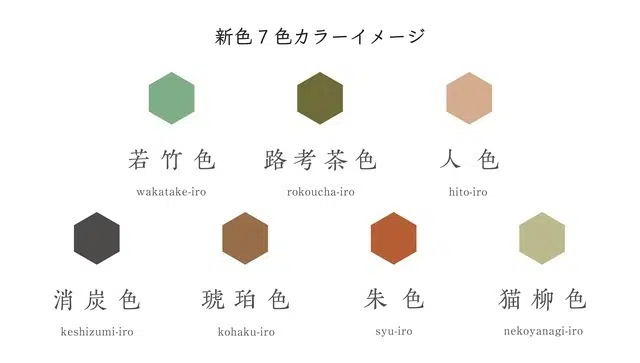 新色7色カラーイメージ
若竹色 路考茶色 人色
wakatake-iro rokoucha-iro hito-iro
消炭色 琥珀色 朱色 猫柳色
keshizumi-iro kohaku-iro syu-iro nekoyanagi-iro